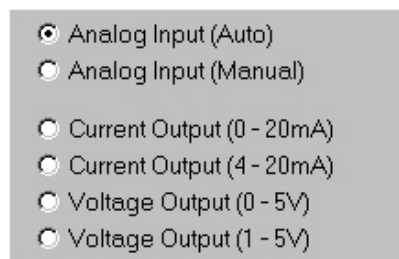 Analog Input (Auto)
Analog Input (Manual)
Current Output (0 - 20mA)
Current Output (4 - 20mA)
Voltage Output (0 - 5V)
Voltage Output (1 - 5V)